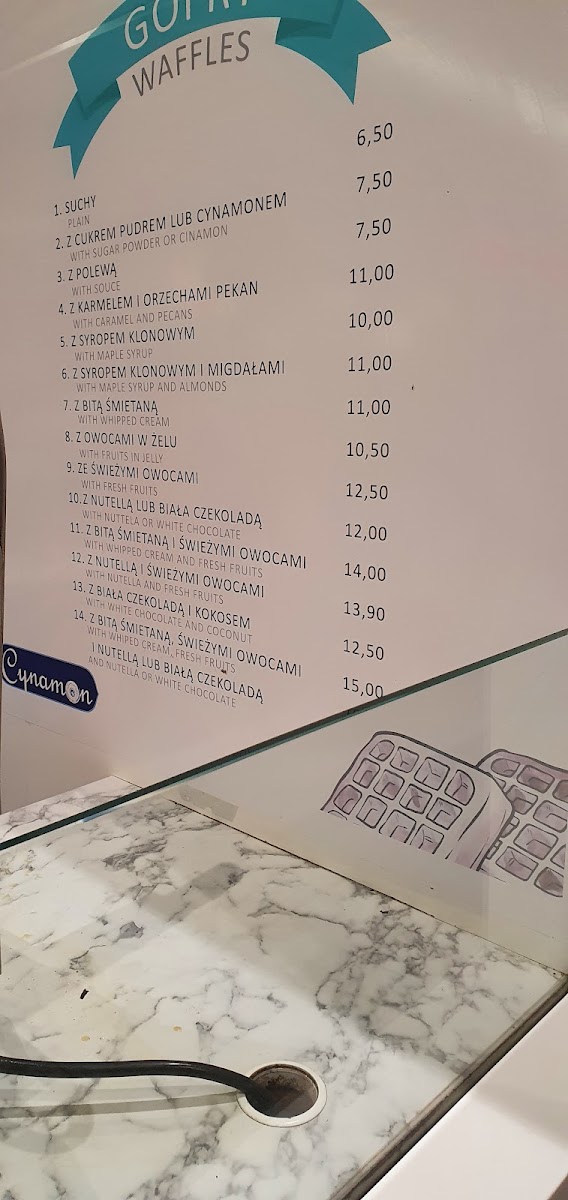 GOFRY
WAFFLES
1. SUCHY 6,50
PLAIN
2. Z CUKREM PUDREM LUB CYNAMONEM 7,50
WITH SUGAR POWDER OR CINAMON
3. Z POLEWĄ 7,50
WITH SOUCE
4. Z KARMELEM I ORZECHAMI PEKAN 11,00
WITH CARAMEL AND PECANS
5. Z SYROPEM KLONOWYM 10,00
WITH MAPLE SYRUP
6. Z SYROPEM KLONOWYM I MIGDAŁAMI 11,00
WITH MAPLE SYRUP AND ALMONDS
7. Z BITĄ ŚMIETANĄ 11,00
WITH WHIPPED CREAM
8. Z OWOCAMI W ŻELU 10,50
WITH FRUITS IN JELLY
9. ZE ŚWIEŻYMI OWOCAMI 12,50
WITH FRESH FRUITS
10. Z NUTELLĄ LUB BIAŁA CZEKOLADĄ 12,00
WITH NUTTELA OR WHITE CHOCOLATE
11. Z BITĄ ŚMIETANĄ I ŚWIEŻYMI OWOCAMI 14,00
WITH WHIPPED CREAM AND FRESH FRUITS
12. Z NUTELLĄ I ŚWIEŻYMI OWOCAMI 13,90
WITH NUTELLA AND FRESH FRUITS
13. Z BIAŁA CZEKOLADĄ I KOKOSEM 12,50
WITH WHITE CHOCOLATE AND COCONUT
14. Z BITĄ ŚMIETANĄ, ŚWIEŻYMI OWOCAMI 15,00
WITH WHIPED CREAM, FRESH FRUITS
I NUTELLĄ LUB BIAŁĄ CZEKOLADĄ
AND NUTELLA OR WHITE CHOCOLATE
Cynamon